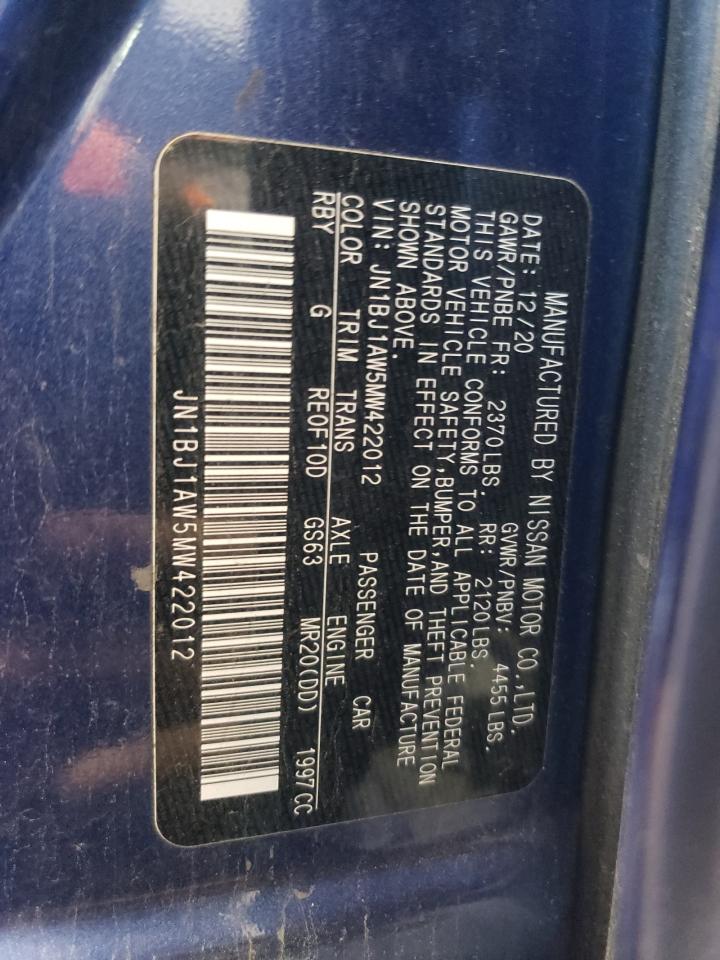 MANUFACTURED BY NISSAN MOTOR CO.,LTD.
DATE: 12/20 GVWR/PNBV: 4455 LBS.
GAWR/PNBE FR: 2370LBS. RR: 2120LBS.
THIS VEHICLE CONFORMS TO ALL APPLICABLE FEDERAL
MOTOR VEHICLE SAFETY,BUMPER,AND THEFT PREVENTION
STANDARDS IN EFFECT ON THE DATE OF MANUFACTURE
SHOWN ABOVE.
VIN: JN1BJ1AW5MW422012 PASSENGER CAR
COLOR TRIM TRANS AXLE ENGINE
RBY G REOF10D GS63 MR20(DD) 1997CC
JN1BJ1AW5MW422012